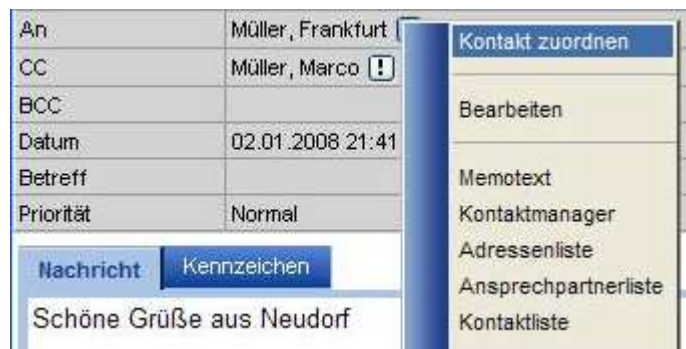 An Müller, Frankfurt
CC Müller, Marco !
BCC
Datum 02.01.2008 21:41
Betreff
Priorität Normal
Nachricht Kennzeichen
Schöne Grüße aus Neudorf
Kontakt zuordnen
Bearbeiten
Memotext
Kontaktmanager
Adressenliste
Ansprechpartnerliste
Kontaktliste